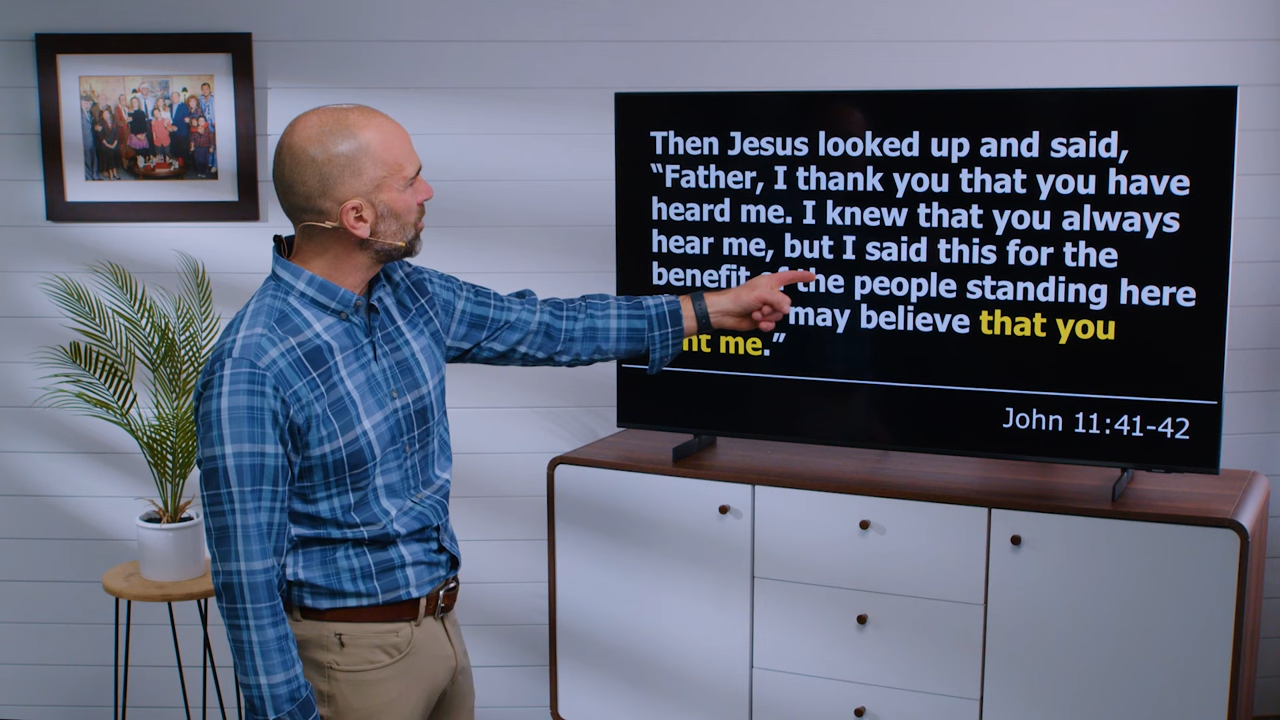 Then Jesus looked up and said,
“Father, I thank you that you have
heard me. I knew that you always
hear me, but I said this for the
benefit of the people standing here
may believe that you
nt me.”
John 11:41-42